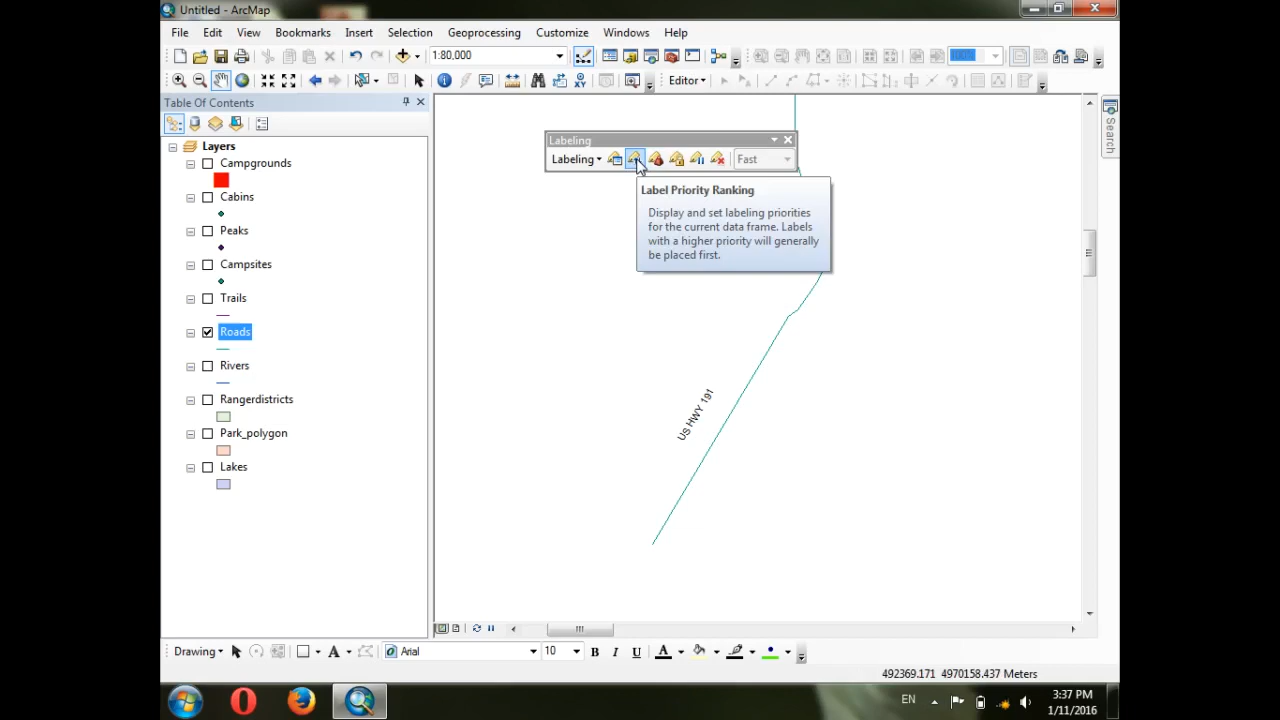 Untitled - ArcMap
File Edit View Bookmarks Insert Selection Geoprocessing Customize Windows Help
1:80,000
Editor
Table Of Contents
Layers
Campgrounds
Cabins
Peaks
Campsites
Trails
Roads
Rivers
Rangerdistricts
Park_polygon
Lakes
Labeling
Labeling Fast
Label Priority Ranking
Display and set labeling priorities
for the current data frame. Labels
with a higher priority will generally
be placed first.
US HWY 191
Search
Drawing A Arial 10 B I U A
492369.171 4970158.437 Meters
EN
3:37 PM
1/11/2016